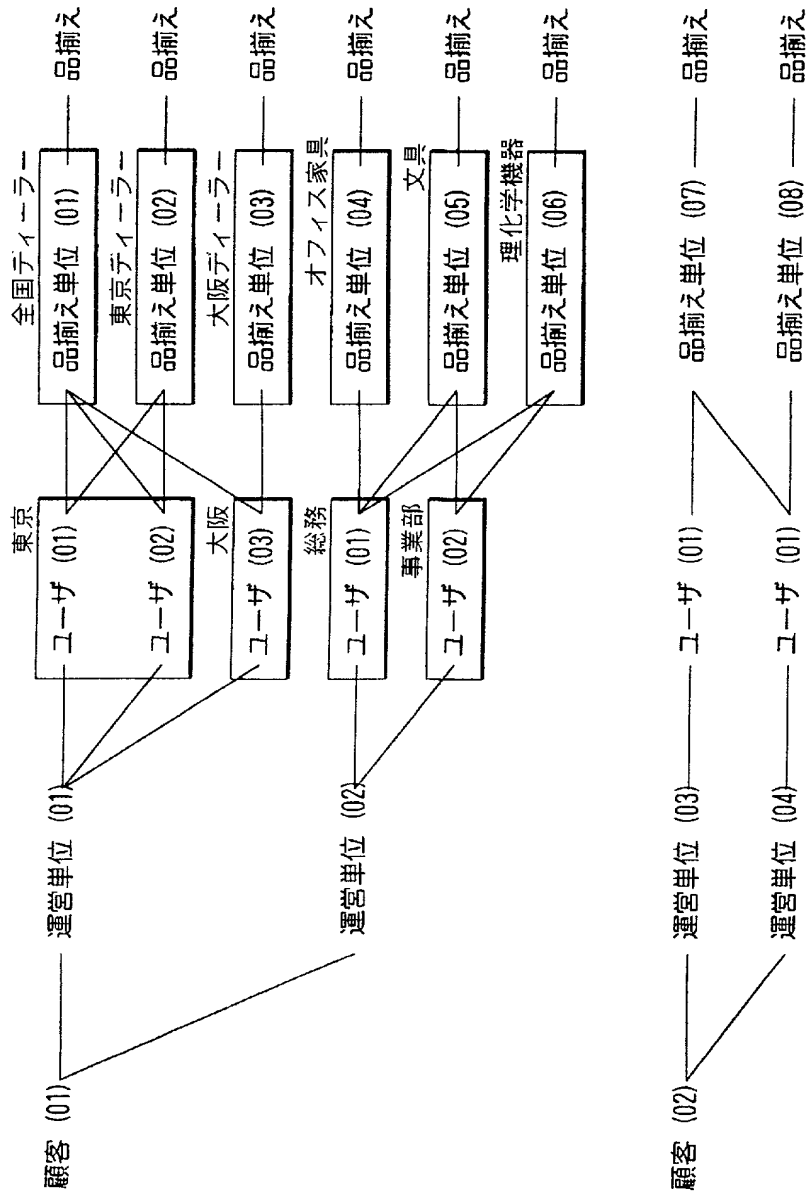 顧客 (01)
運営単位 (01)
東京
ユーザ (01)
ユーザ (02)
大阪
ユーザ (03)
全国ディーラー
品揃え単位 (01)
品揃え
東京ディーラー
品揃え単位 (02)
品揃え
大阪ディーラー
品揃え単位 (03)
品揃え
運営単位 (02)
総務
ユーザ (01)
事業部
ユーザ (02)
オフィス家具
品揃え単位 (04)
品揃え
文具
品揃え単位 (05)
品揃え
理化学機器
品揃え単位 (06)
品揃え
顧客 (02)
運営単位 (03)
ユーザ (01)
品揃え単位 (07)
品揃え
運営単位 (04)
ユーザ (01)
品揃え単位 (08)
品揃え